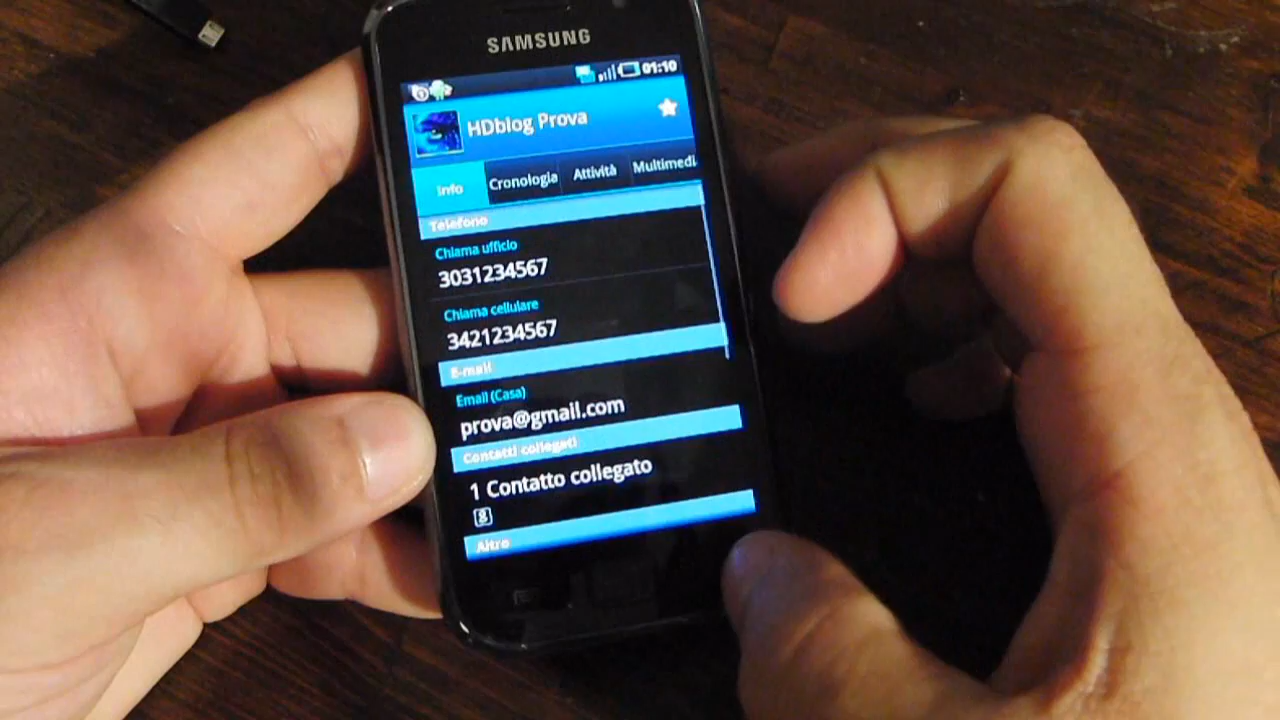 SAMSUNG
01:10
HDblog Prova
Info Cronologia Attività Multimedi
Telefono
Chiama ufficio
3031234567
Chiama cellulare
3421234567
E-mail
Email (Casa)
prova@gmail.com
Contatti collegati
1 Contatto collegato
g
Altro